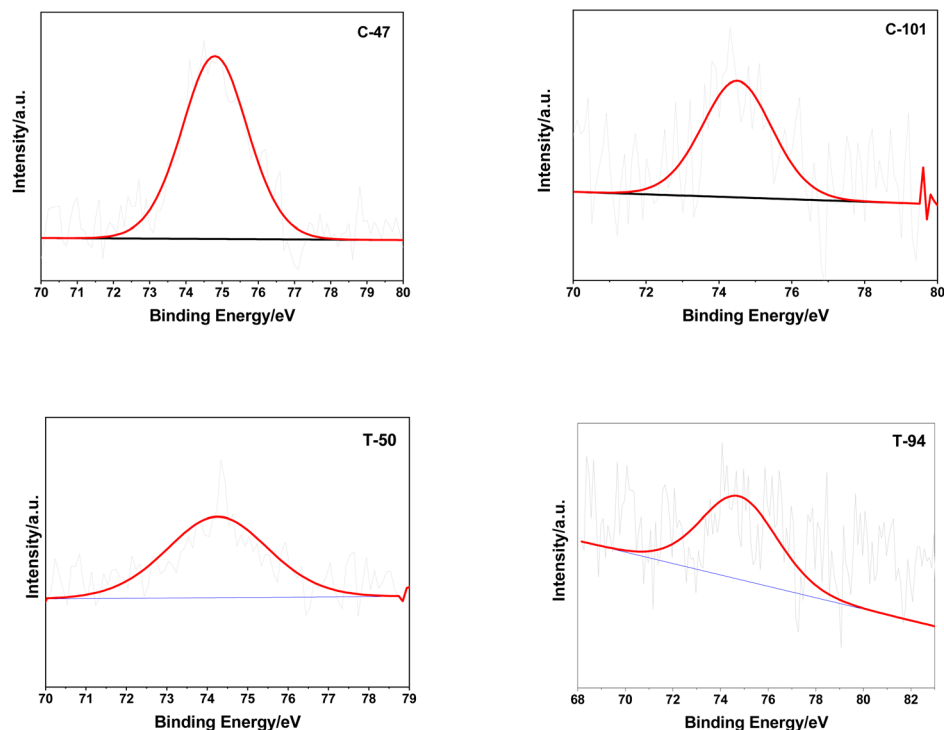 C-47
Intensity/a.u.
70 71 72 73 74 75 76 77 78 79 80
Binding Energy/eV
C-101
Intensity/a.u.
70 72 74 76 78 80
Binding Energy/eV
T-50
Intensity/a.u.
70 71 72 73 74 75 76 77 78 79
Binding Energy/eV
T-94
Intensity/a.u.
68 70 72 74 76 78 80 82
Binding Energy/eV